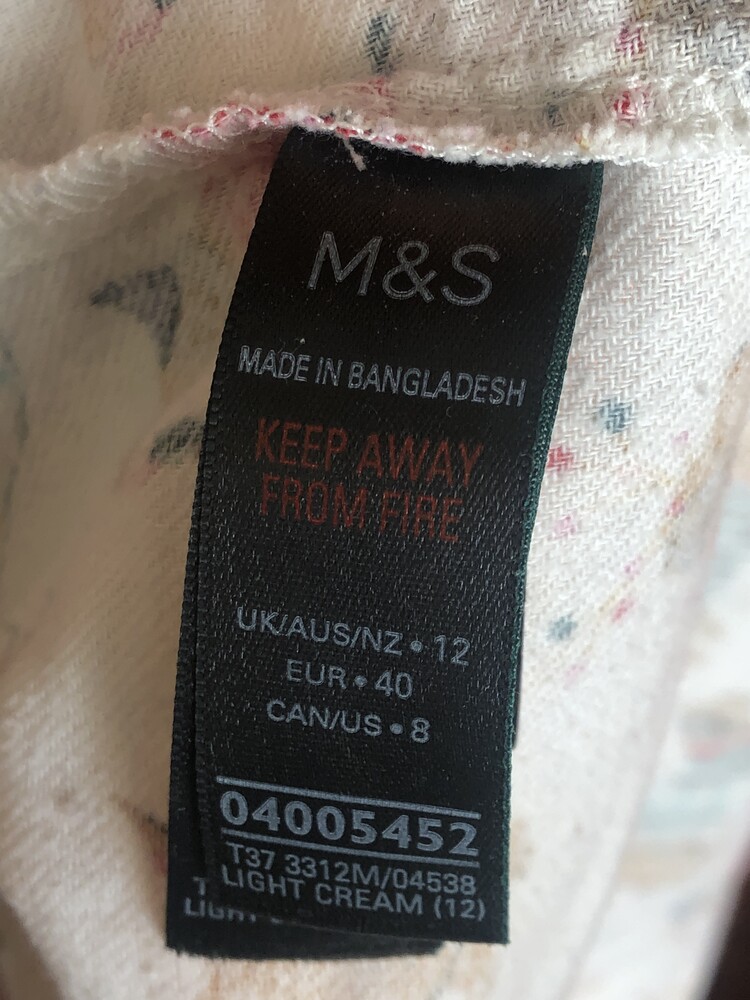 M&S
MADE IN BANGLADESH
KEEP AWAY
FROM FIRE
UK/AUS/NZ • 12
EUR • 40
CAN/US • 8
04005452
T37 3312M/04538
LIGHT CREAM (12)